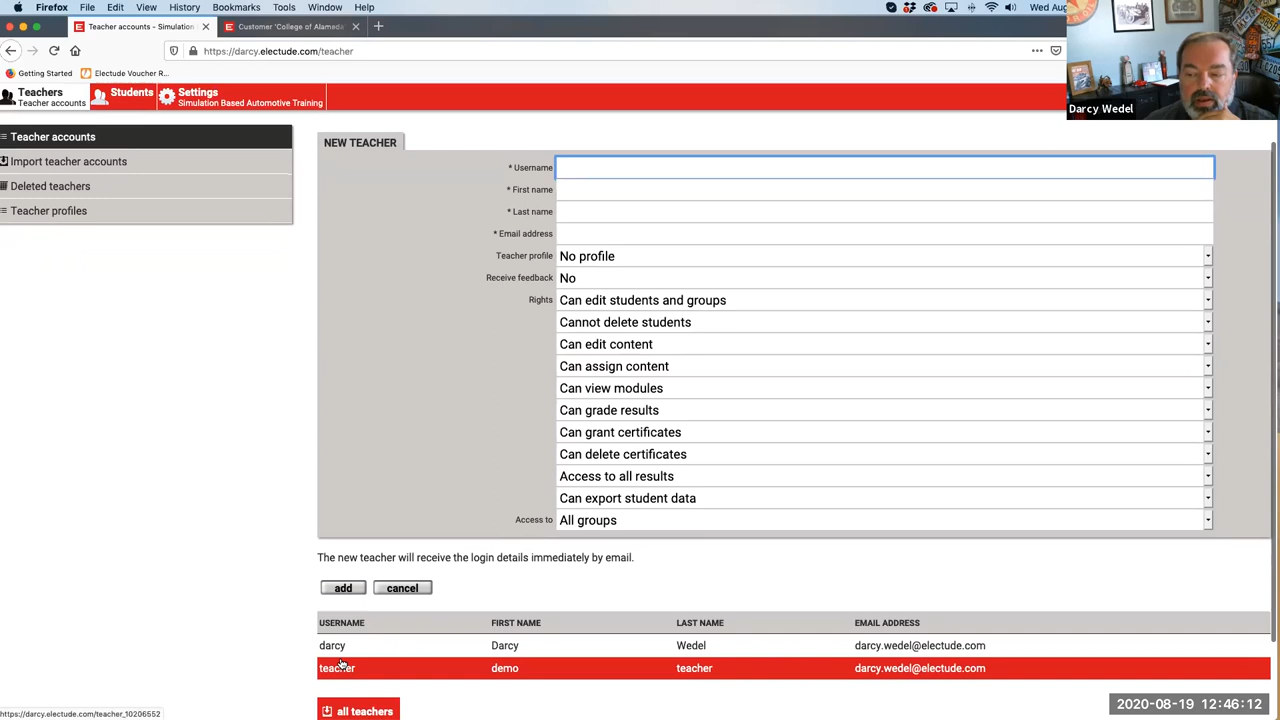 Firefox File Edit View History Bookmarks Tools Window Help Wed Aug
Teacher accounts - Simulation
Customer 'College of Alameda
https://darcy.electude.com/teacher
Getting Started Electude Voucher R...
Darcy Wedel
Teachers
Teacher accounts
Students
Settings
Simulation Based Automotive Training
Teacher accounts
Import teacher accounts
Deleted teachers
Teacher profiles
NEW TEACHER
* Username
* First name
* Last name
* Email address
Teacher profile No profile
Receive feedback No
Rights Can edit students and groups
Cannot delete students
Can edit content
Can assign content
Can view modules
Can grade results
Can grant certificates
Can delete certificates
Access to all results
Can export student data
Access to All groups
The new teacher will receive the login details immediately by email.
add cancel
USERNAME FIRST NAME LAST NAME EMAIL ADDRESS
darcy Darcy Wedel darcy.wedel@electude.com
teacher demo teacher darcy.wedel@electude.com
all teachers
https://darcy.electude.com/teacher_10206552
2020-08-19 12:46:12